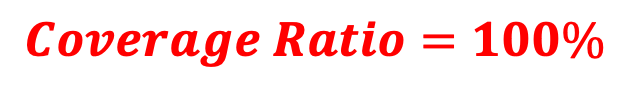 Coverage Ratio = 100%